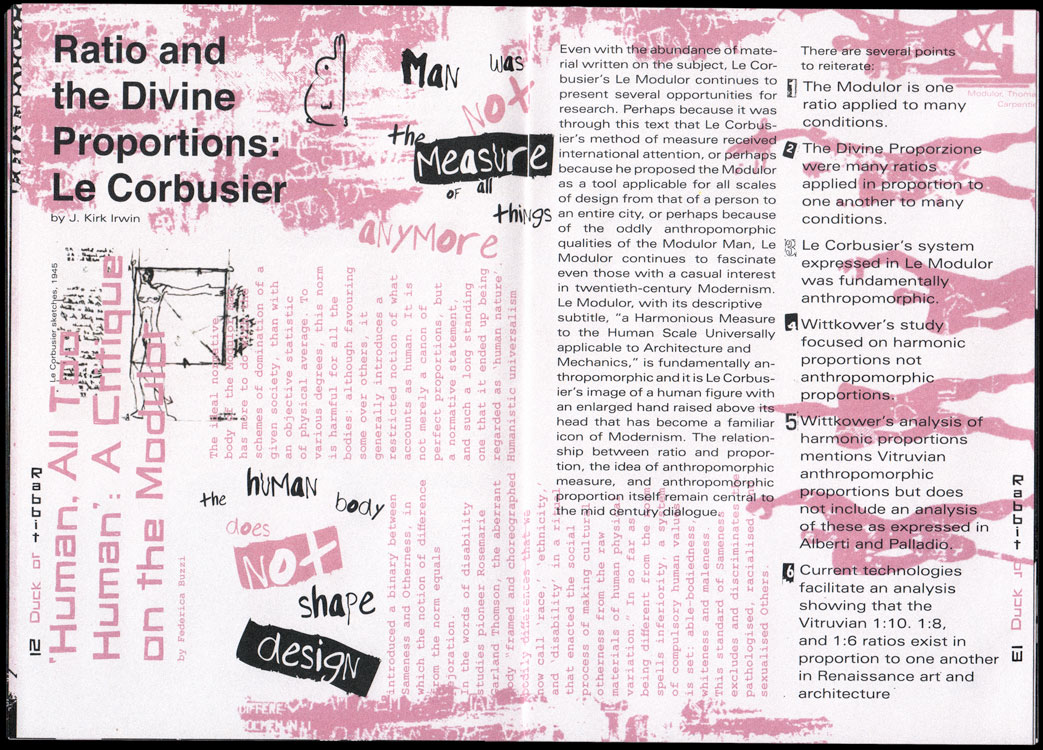 Ratio and
the Divine
Proportions:
Le Corbusier
by J. Kirk Irwin
MAN was
NOT
the MEASURE
OF all
things
ANYMORE
Le Corbusier sketches, 1945
the HUMAN body
does
NOT
shape
design
12 Duck or Rabbit
"Human, All Too
Human": A Critique
on the Modulor
by Federica Buzzi
The ideal normative
body of the Modulor
has more to do with
schemes of domination of a
given society, than with
an objective statistic
of physical average. To
various degrees, this norm
is harmful for all the
bodies: although favouring
some over others, it
generally introduces a
restricted notion of what
accounts as human. It is
not merely a canon of
perfect proportions, but
a normative statement,
and such a long standing
one that it ended up being
regarded as 'human nature'.
Humanistic universalism
introduced a binary between
Sameness and Otherness, in
which the notion of difference
from the norm equals
pejoration.
In the words of disability
studies pioneer Rosemarie
Garland Thomson, the aberrant
body "framed and choreographed
bodily differences that we
now call 'race,' 'ethnicity,'
and 'disability' in a ritual
that enacted the social
process of making cultural
otherness from the raw
materials of human physical
variation." In so far as
being different from the norm
spells inferiority, a system
of compulsory human values
is set: able-bodiedness,
whiteness and maleness.
This standard of Sameness
excludes and discriminates the
pathologised, racialised,
sexualised Others.
Even with the abundance of mate-
rial written on the subject, Le Cor-
busier's Le Modulor continues to
present several opportunities for
research. Perhaps because it was
through this text that Le Corbus-
ier's method of measure received
international attention, or perhaps
because he proposed the Modulor
as a tool applicable for all scales
of design from that of a person to
an entire city, or perhaps because
of the oddly anthropomorphic
qualities of the Modulor Man, Le
Modulor continues to fascinate
even those with a casual interest
in twentieth-century Modernism.
Le Modulor, with its descriptive
subtitle, "a Harmonious Measure
to the Human Scale Universally
applicable to Architecture and
Mechanics," is fundamentally an-
thropomorphic and it is Le Corbus-
ier's image of a human figure with
an enlarged hand raised above its
head that has become a familiar
icon of Modernism. The relation-
ship between ratio and propor-
tion, the idea of anthropomorphic
measure, and anthropomorphic
proportion itself remain central to
the mid century dialogue.
There are several points
to reiterate:
1 The Modulor is one
ratio applied to many
conditions.
2 The Divine Proporzione
were many ratios
applied in proportion to
one another to many
conditions.
Le Corbusier's system
expressed in Le Modulor
was fundamentally
anthropomorphic.
4 Wittkower's study
focused on harmonic
proportions not
anthropomorphic
proportions.
5 Wittkower's analysis of
harmonic proportions
mentions Vitruvian
anthropomorphic
proportions but does
not include an analysis
of these as expressed in
Alberti and Palladio.
6 Current technologies
facilitate an analysis
showing that the
Vitruvian 1:10. 1:8,
and 1:6 ratios exist in
proportion to one another
in Renaissance art and
architecture
Modulor, Thomas
Carpentier
Rabbit
Duck or
13